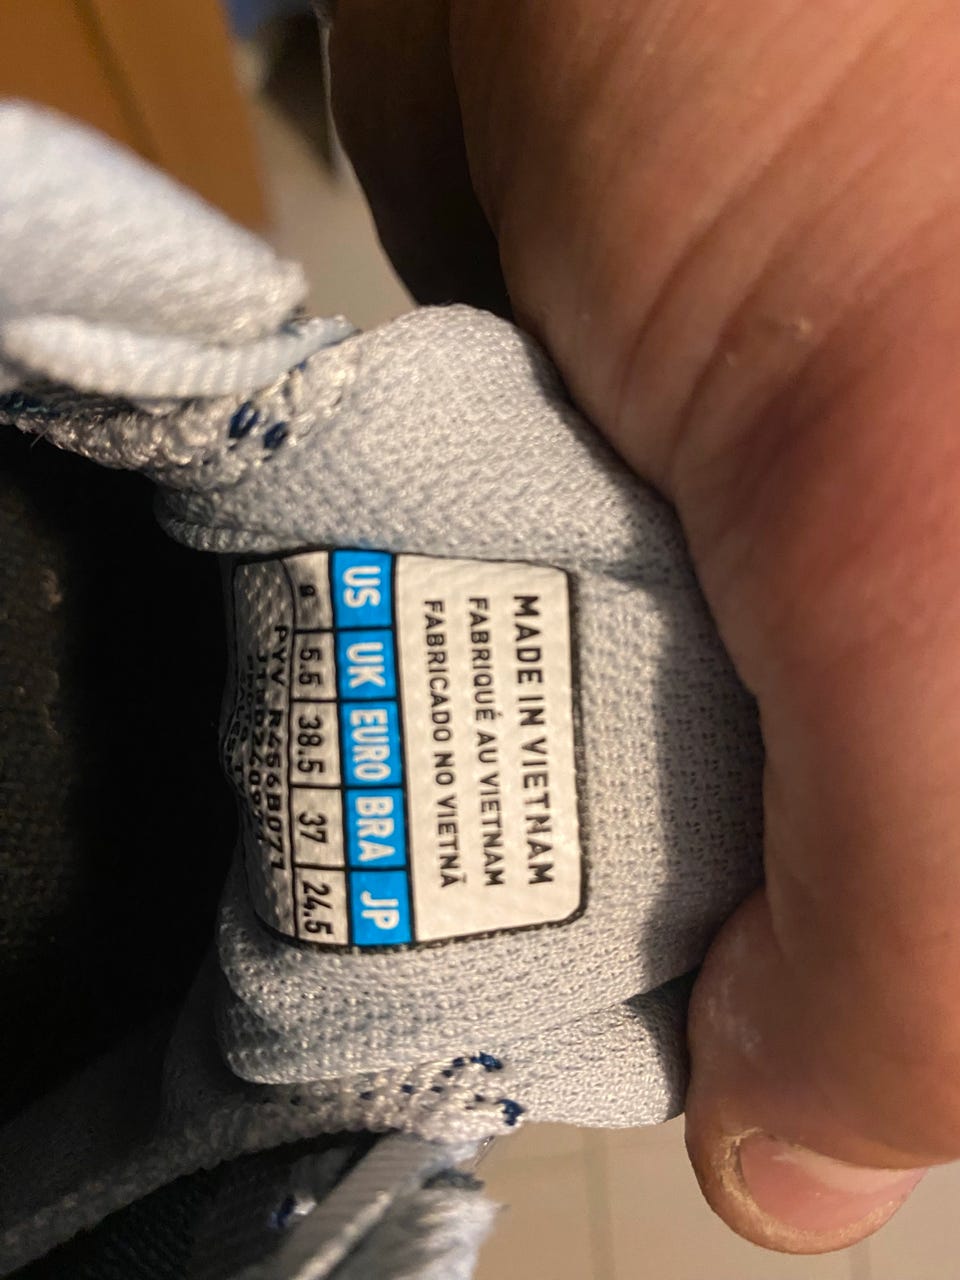 MADE IN VIETNAM
FABRIQUÉ AU VIETNAM
FABRICADO NO VIETNÃ
US UK EURO BRA JP
8 5.5 38.5 37 24.5
PYV R456B071